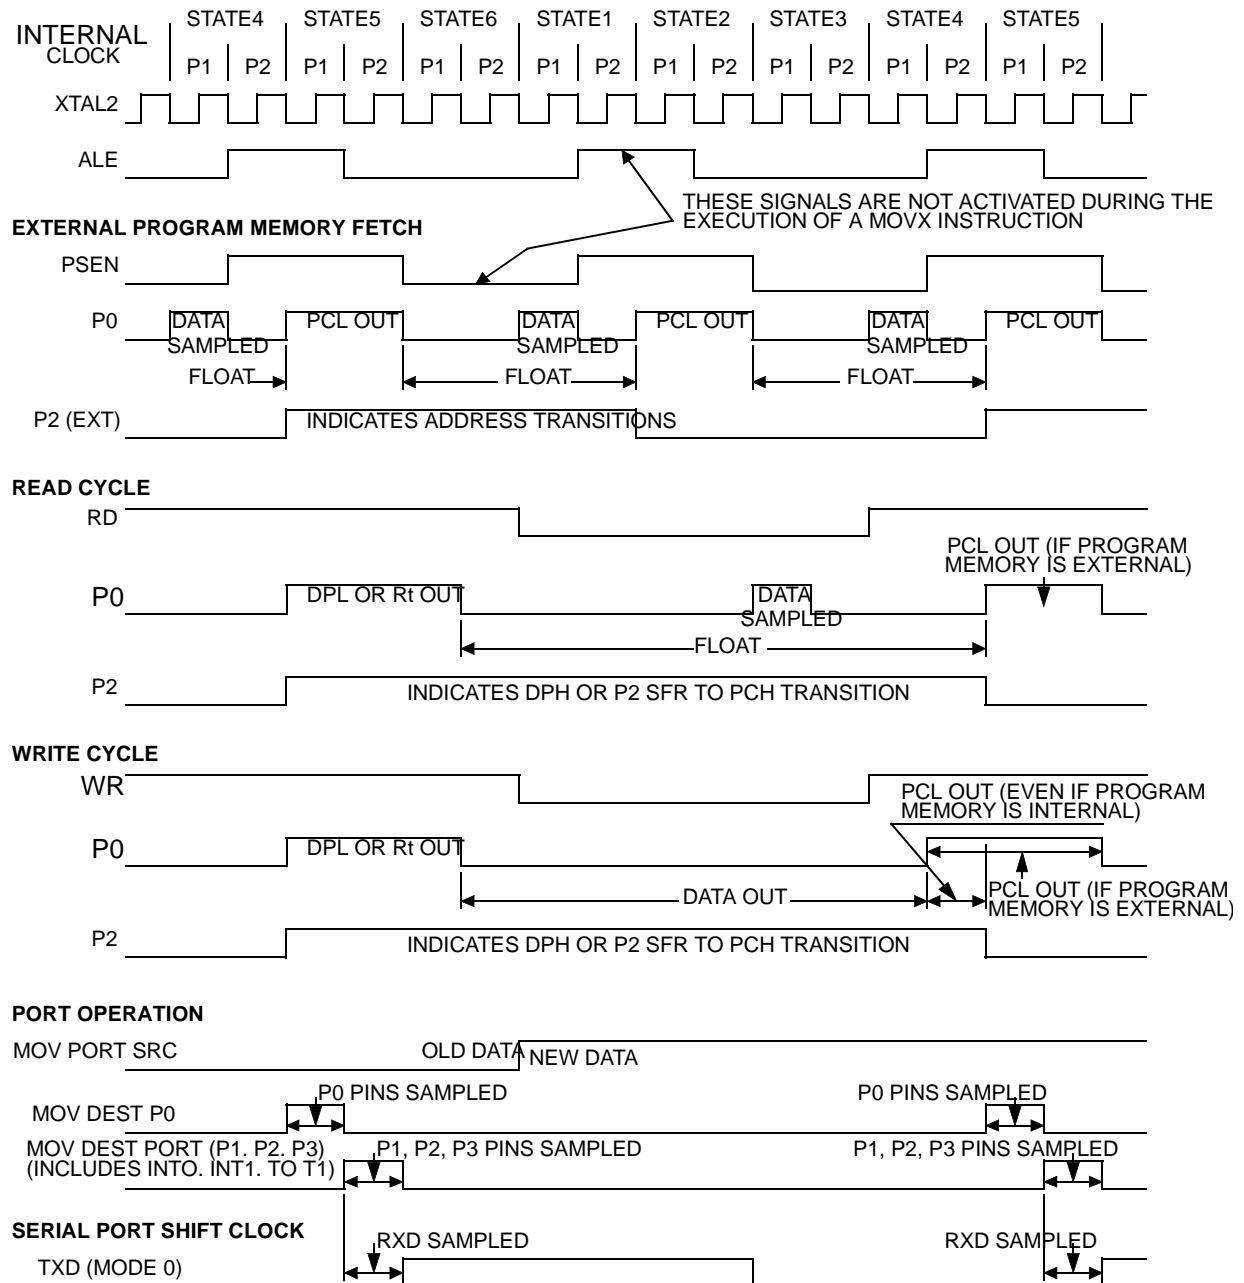 INTERNAL
CLOCK
STATE4 STATE5 STATE6 STATE1 STATE2 STATE3 STATE4 STATE5
P1 P2 P1 P2 P1 P2 P1 P2 P1 P2 P1 P2 P1 P2 P1 P2
XTAL2
ALE
THESE SIGNALS ARE NOT ACTIVATED DURING THE
EXECUTION OF A MOVX INSTRUCTION
EXTERNAL PROGRAM MEMORY FETCH
PSEN
P0 DATA PCL OUT DATA PCL OUT DATA PCL OUT
SAMPLED SAMPLED SAMPLED
FLOAT FLOAT FLOAT
P2 (EXT) INDICATES ADDRESS TRANSITIONS
READ CYCLE
RD
PCL OUT (IF PROGRAM
MEMORY IS EXTERNAL)
P0 DPL OR Rt OUT DATA
SAMPLED
FLOAT
P2 INDICATES DPH OR P2 SFR TO PCH TRANSITION
WRITE CYCLE
WR
PCL OUT (EVEN IF PROGRAM
MEMORY IS INTERNAL)
P0 DPL OR Rt OUT
DATA OUT
PCL OUT (IF PROGRAM
MEMORY IS EXTERNAL)
P2 INDICATES DPH OR P2 SFR TO PCH TRANSITION
PORT OPERATION
MOV PORT SRC OLD DATA NEW DATA
P0 PINS SAMPLED P0 PINS SAMPLED
MOV DEST P0
MOV DEST PORT (P1. P2. P3) P1, P2, P3 PINS SAMPLED P1, P2, P3 PINS SAMPLED
(INCLUDES INTO. INT1. TO T1)
SERIAL PORT SHIFT CLOCK
RXD SAMPLED RXD SAMPLED
TXD (MODE 0)